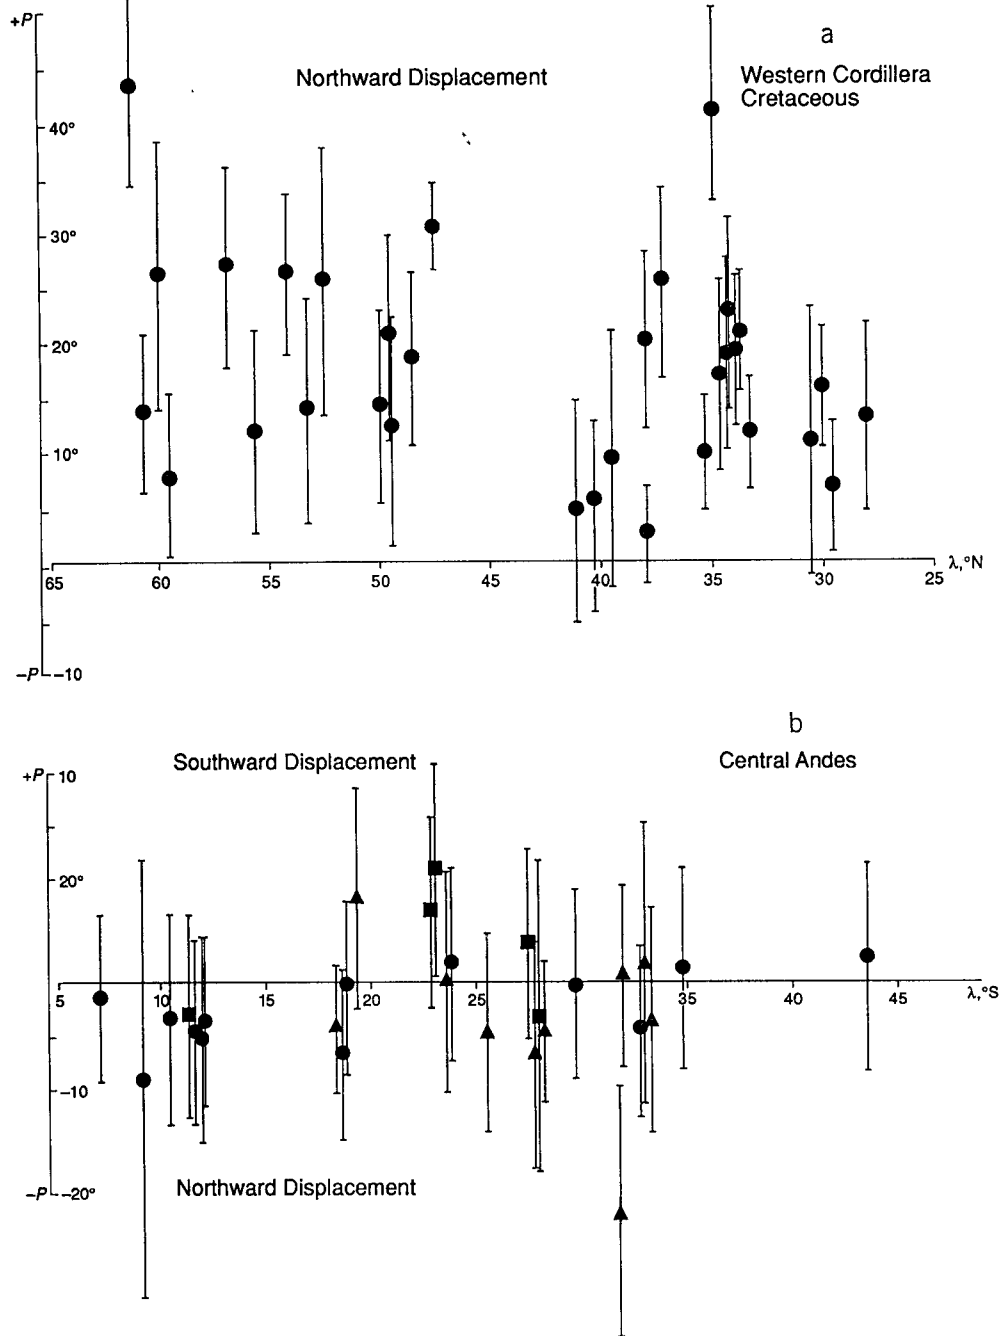 +P
a
Northward Displacement
Western Cordillera
Cretaceous
40°
30°
20°
10°
65
60
55
50
45
40
35
30
25
λ,°N
–P
–10
b
Southward Displacement
Central Andes
+P
10
20°
5
10
15
20
25
35
40
45
λ,°S
–10
Northward Displacement
–P
–20°